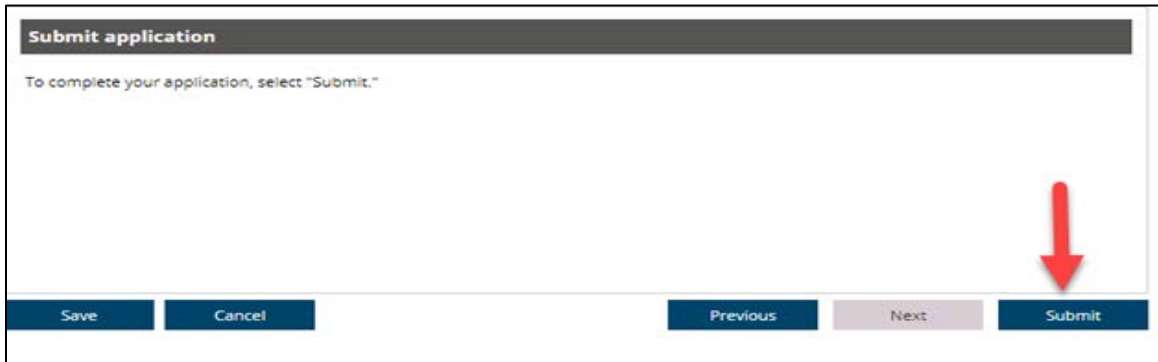 Submit application
To complete your application, select "Submit."
Save Cancel Previous Next Submit